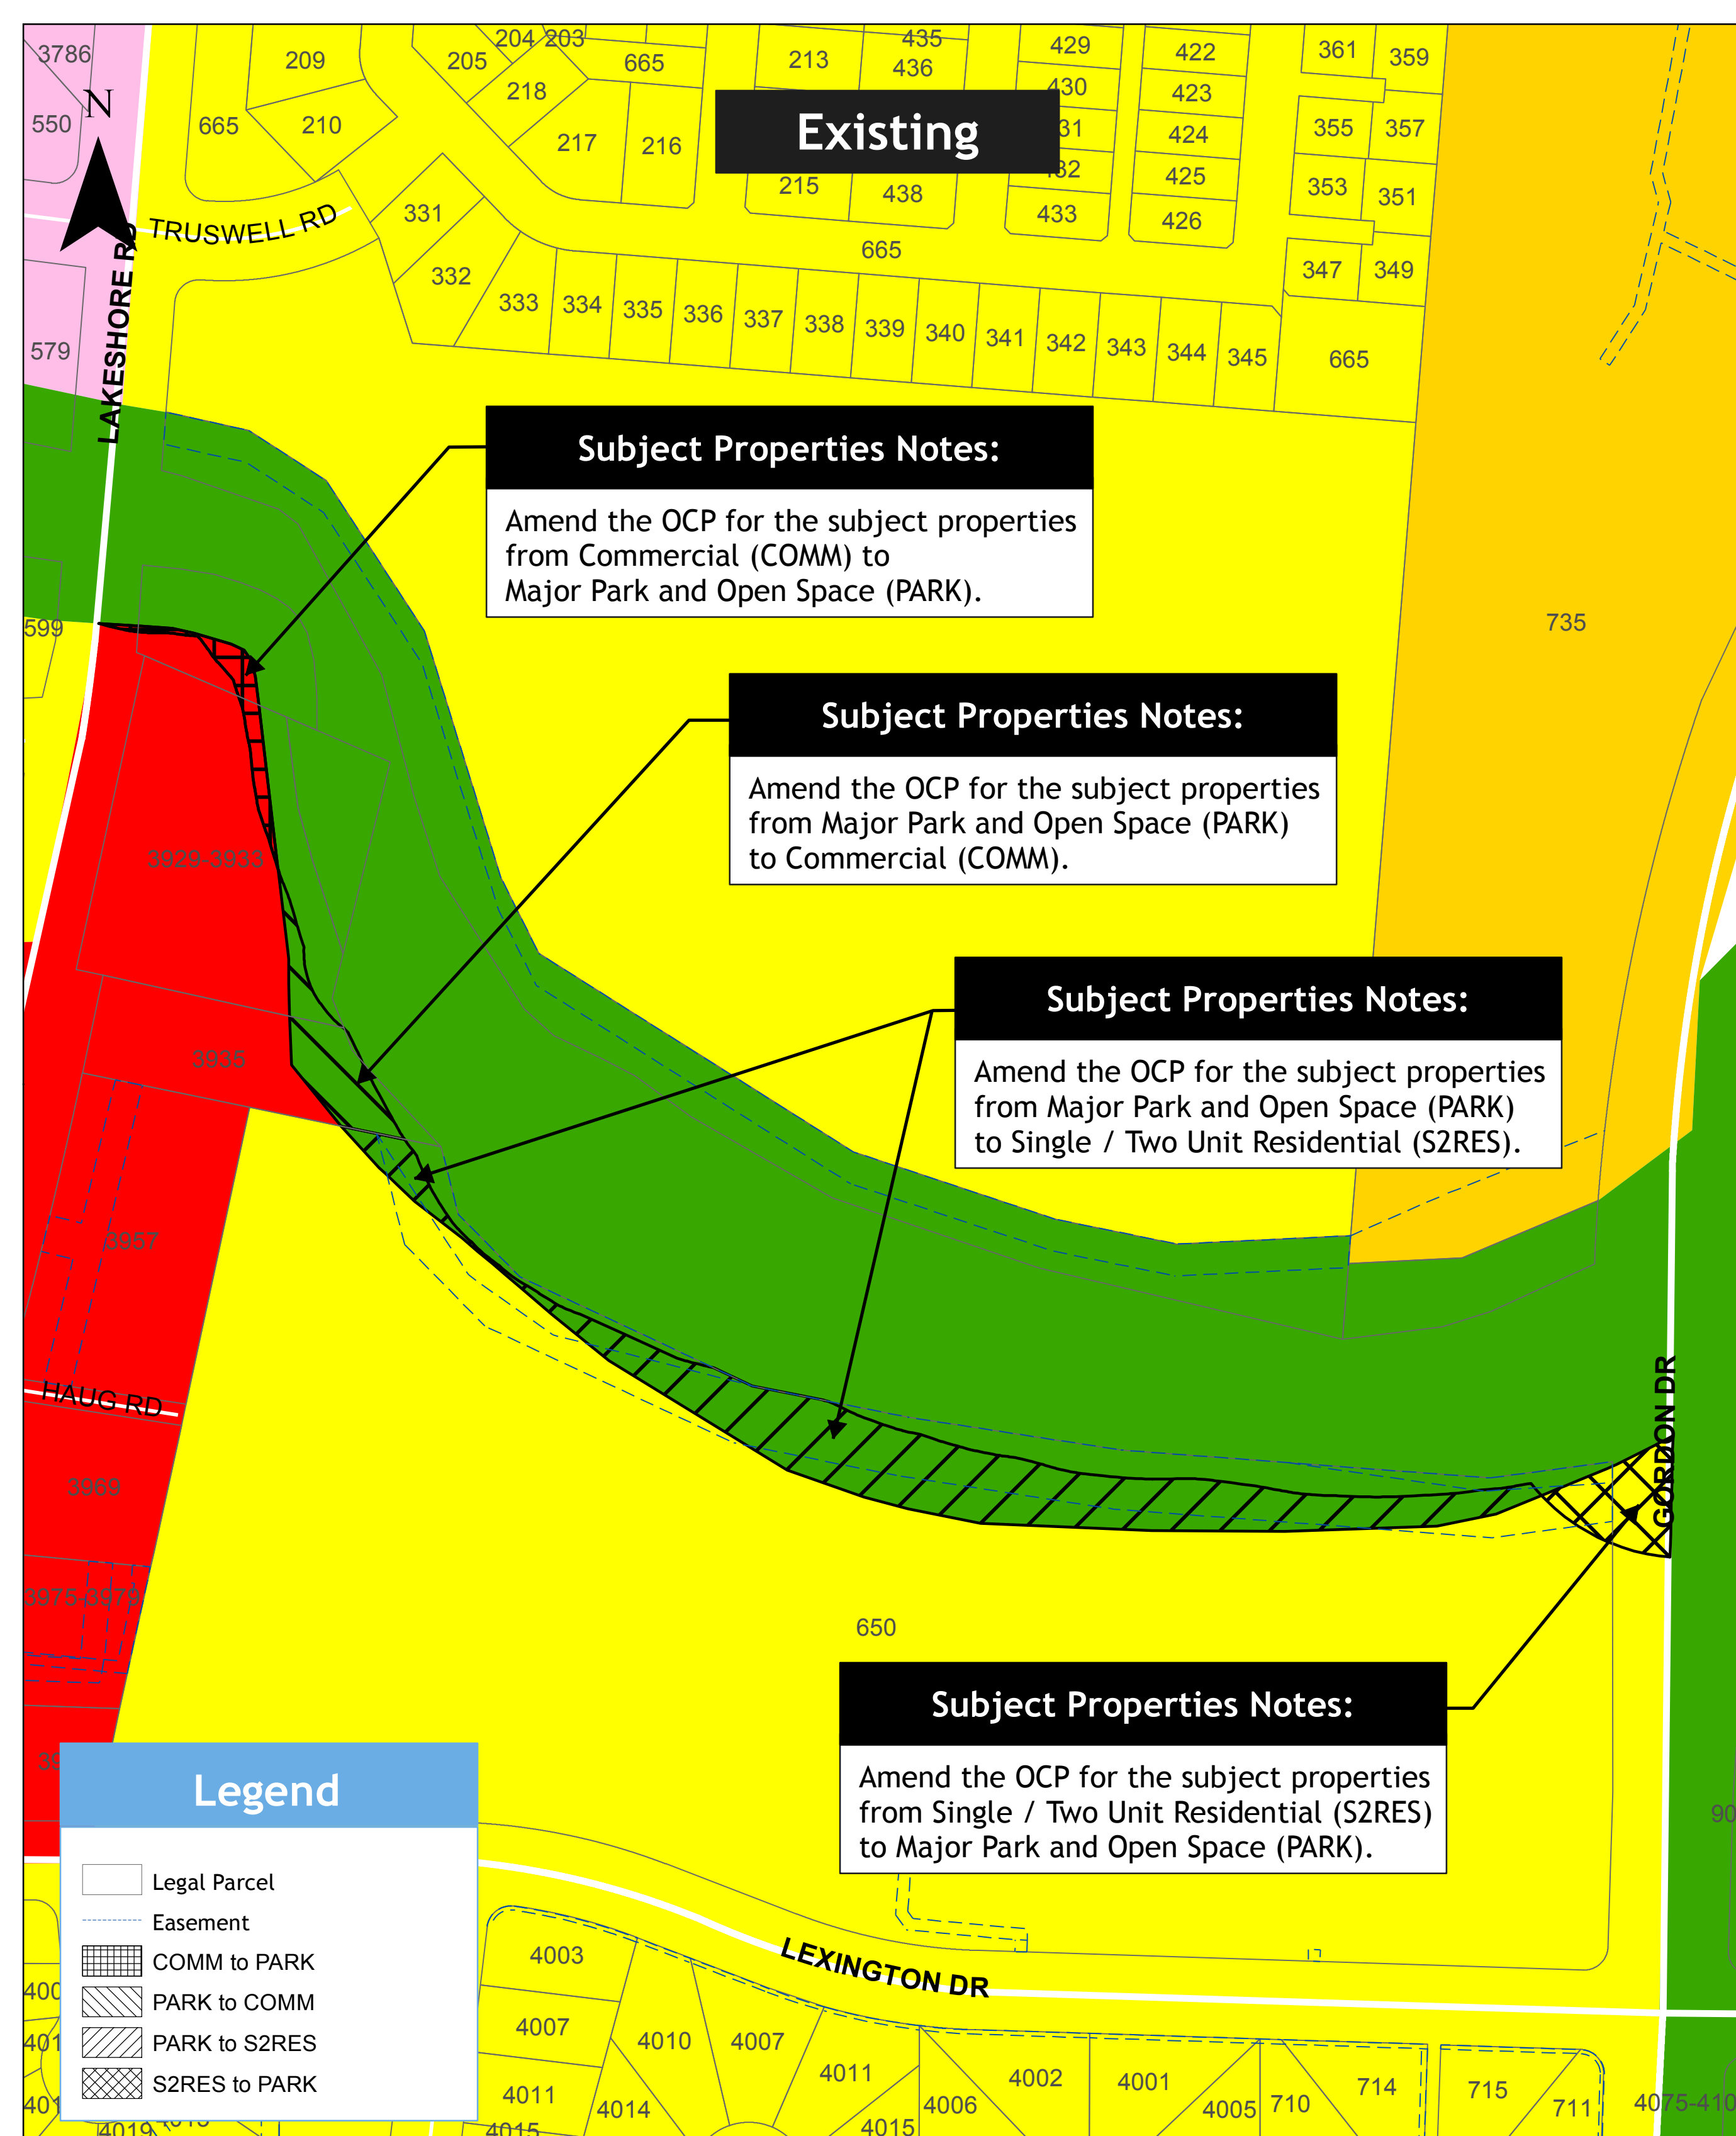 3786
209
204 203
205
665
213
435
436
429
422
361
359
550
N
665
210
218
217
216
Existing
430
31
432
433
423
424
425
426
355
357
353
351
215
438
TRUSWELL RD
LAKESHORE RD
331
332
665
347
349
579
333
334
335
336
337
338
339
340
341
342
343
344
345
665
Subject Properties Notes:
Amend the OCP for the subject properties
from Commercial (COMM) to
Major Park and Open Space (PARK).
599
735
Subject Properties Notes:
Amend the OCP for the subject properties
from Major Park and Open Space (PARK)
to Commercial (COMM).
3929-3933
3935
Subject Properties Notes:
Amend the OCP for the subject properties
from Major Park and Open Space (PARK)
to Single / Two Unit Residential (S2RES).
3957
HAUG RD
GORDON DR
3969
3975-3979
650
Subject Properties Notes:
Amend the OCP for the subject properties
from Single / Two Unit Residential (S2RES)
to Major Park and Open Space (PARK).
90
Legend
Legal Parcel
Easement
COMM to PARK
PARK to COMM
PARK to S2RES
S2RES to PARK
LEXINGTON DR
400
401
401
4019
4003
4007
4011
4015
4010
4014
4007
4011
4015
4006
4002
4001
4005
710
714
715
711
4075-410